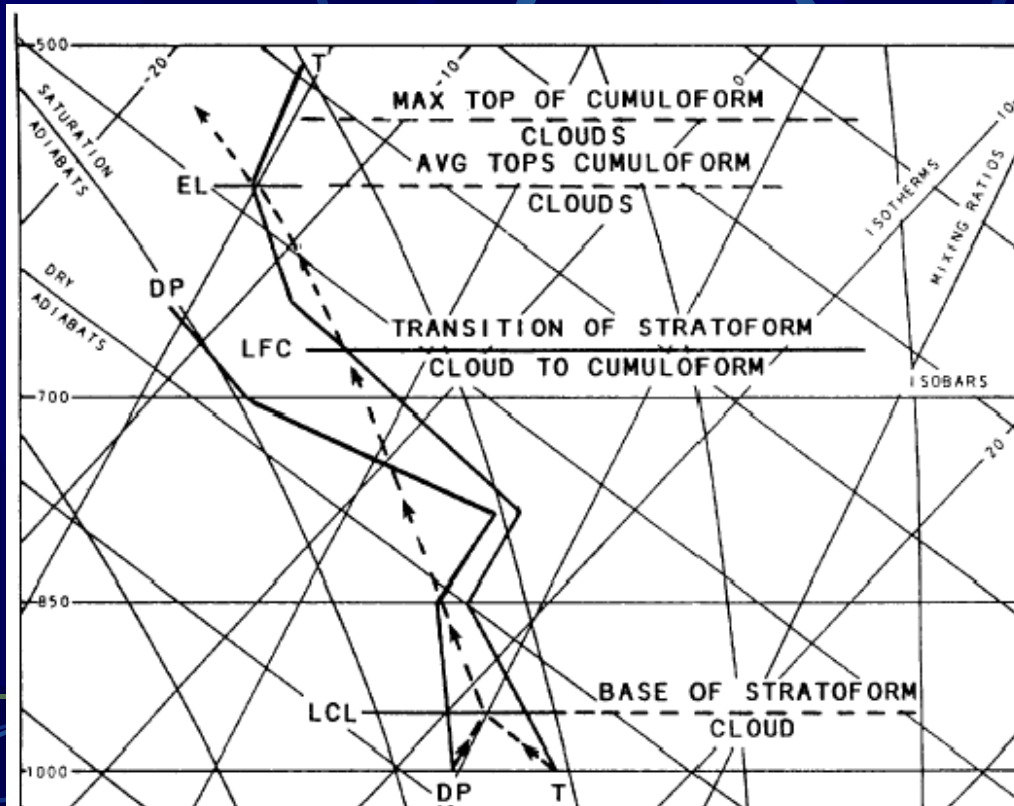 500
-20
T
-10
0
10
SATURATION
ADIABATS
MAX TOP OF CUMULOFORM
CLOUDS
AVG TOPS CUMULOFORM
EL
CLOUDS
ISOTHERMS
MIXING RATIOS
DRY
ADIABATS
DP
TRANSITION OF STRATOFORM
LFC
CLOUD TO CUMULOFORM
ISOBARS
700
20
850
BASE OF STRATOFORM
LCL
CLOUD
1000
DP
T